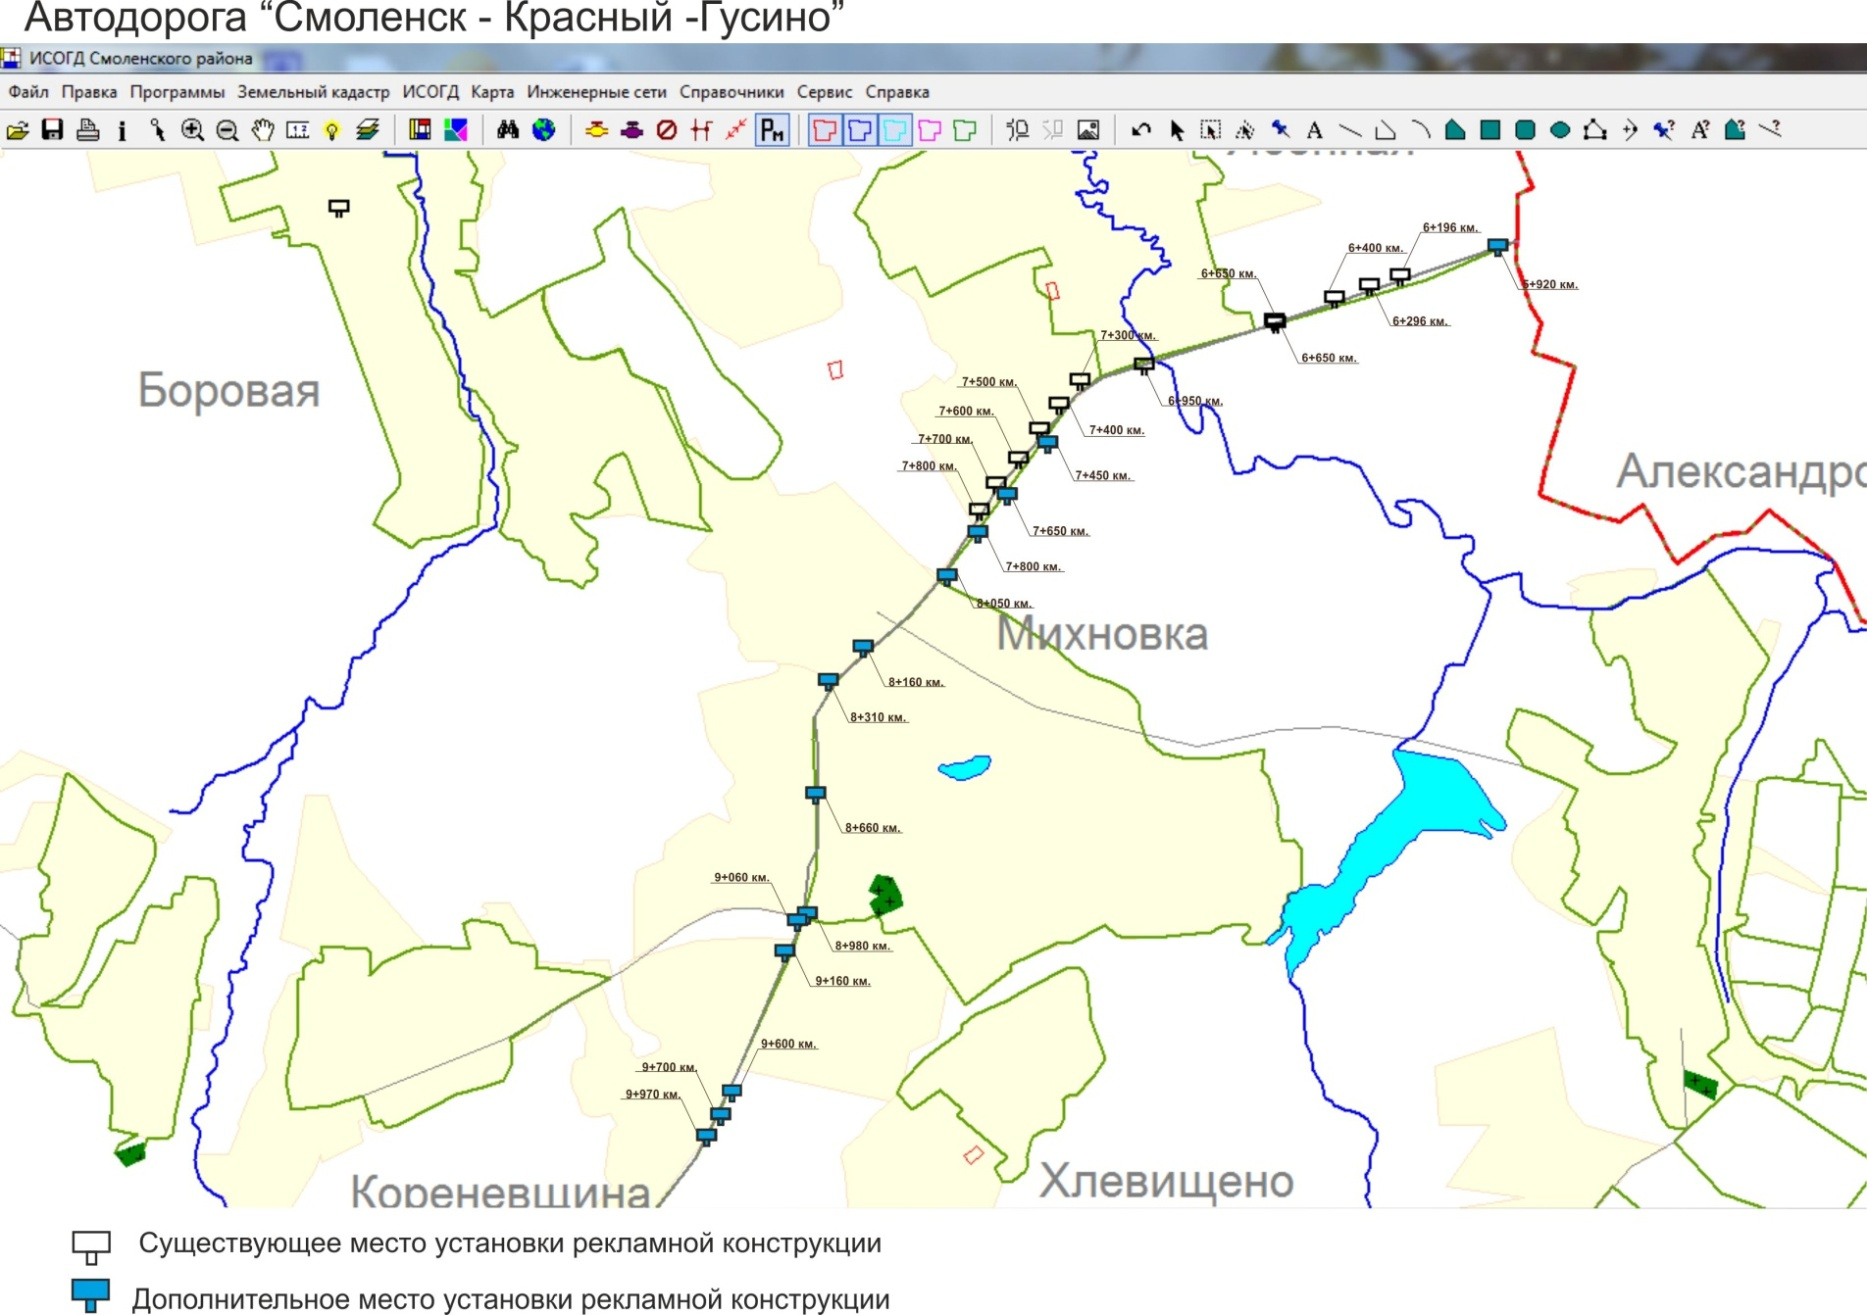 Автодорога “Смоленск - Красный -Гусино”
ИСОГД Смоленского района
Файл Правка Программы Земельный кадастр ИСОГД Карта Инженерные сети Справочники Сервис Справка
6+196 км.
6+400 км.
6+650 км.
5+920 км.
6+296 км.
7+300 км.
6+650 км.
7+500 км.
Боровая
6+950 км.
7+600 км.
7+400 км.
7+700 км.
7+800 км.
7+450 км.
Александро
7+650 км.
7+800 км.
8+050 км.
Михновка
8+160 км.
8+310 км.
8+660 км.
9+060 км.
8+980 км.
9+160 км.
9+600 км.
9+700 км.
9+970 км.
Кореневщина
Хлевищено
Существующее место установки рекламной конструкции
Дополнительное место установки рекламной конструкции